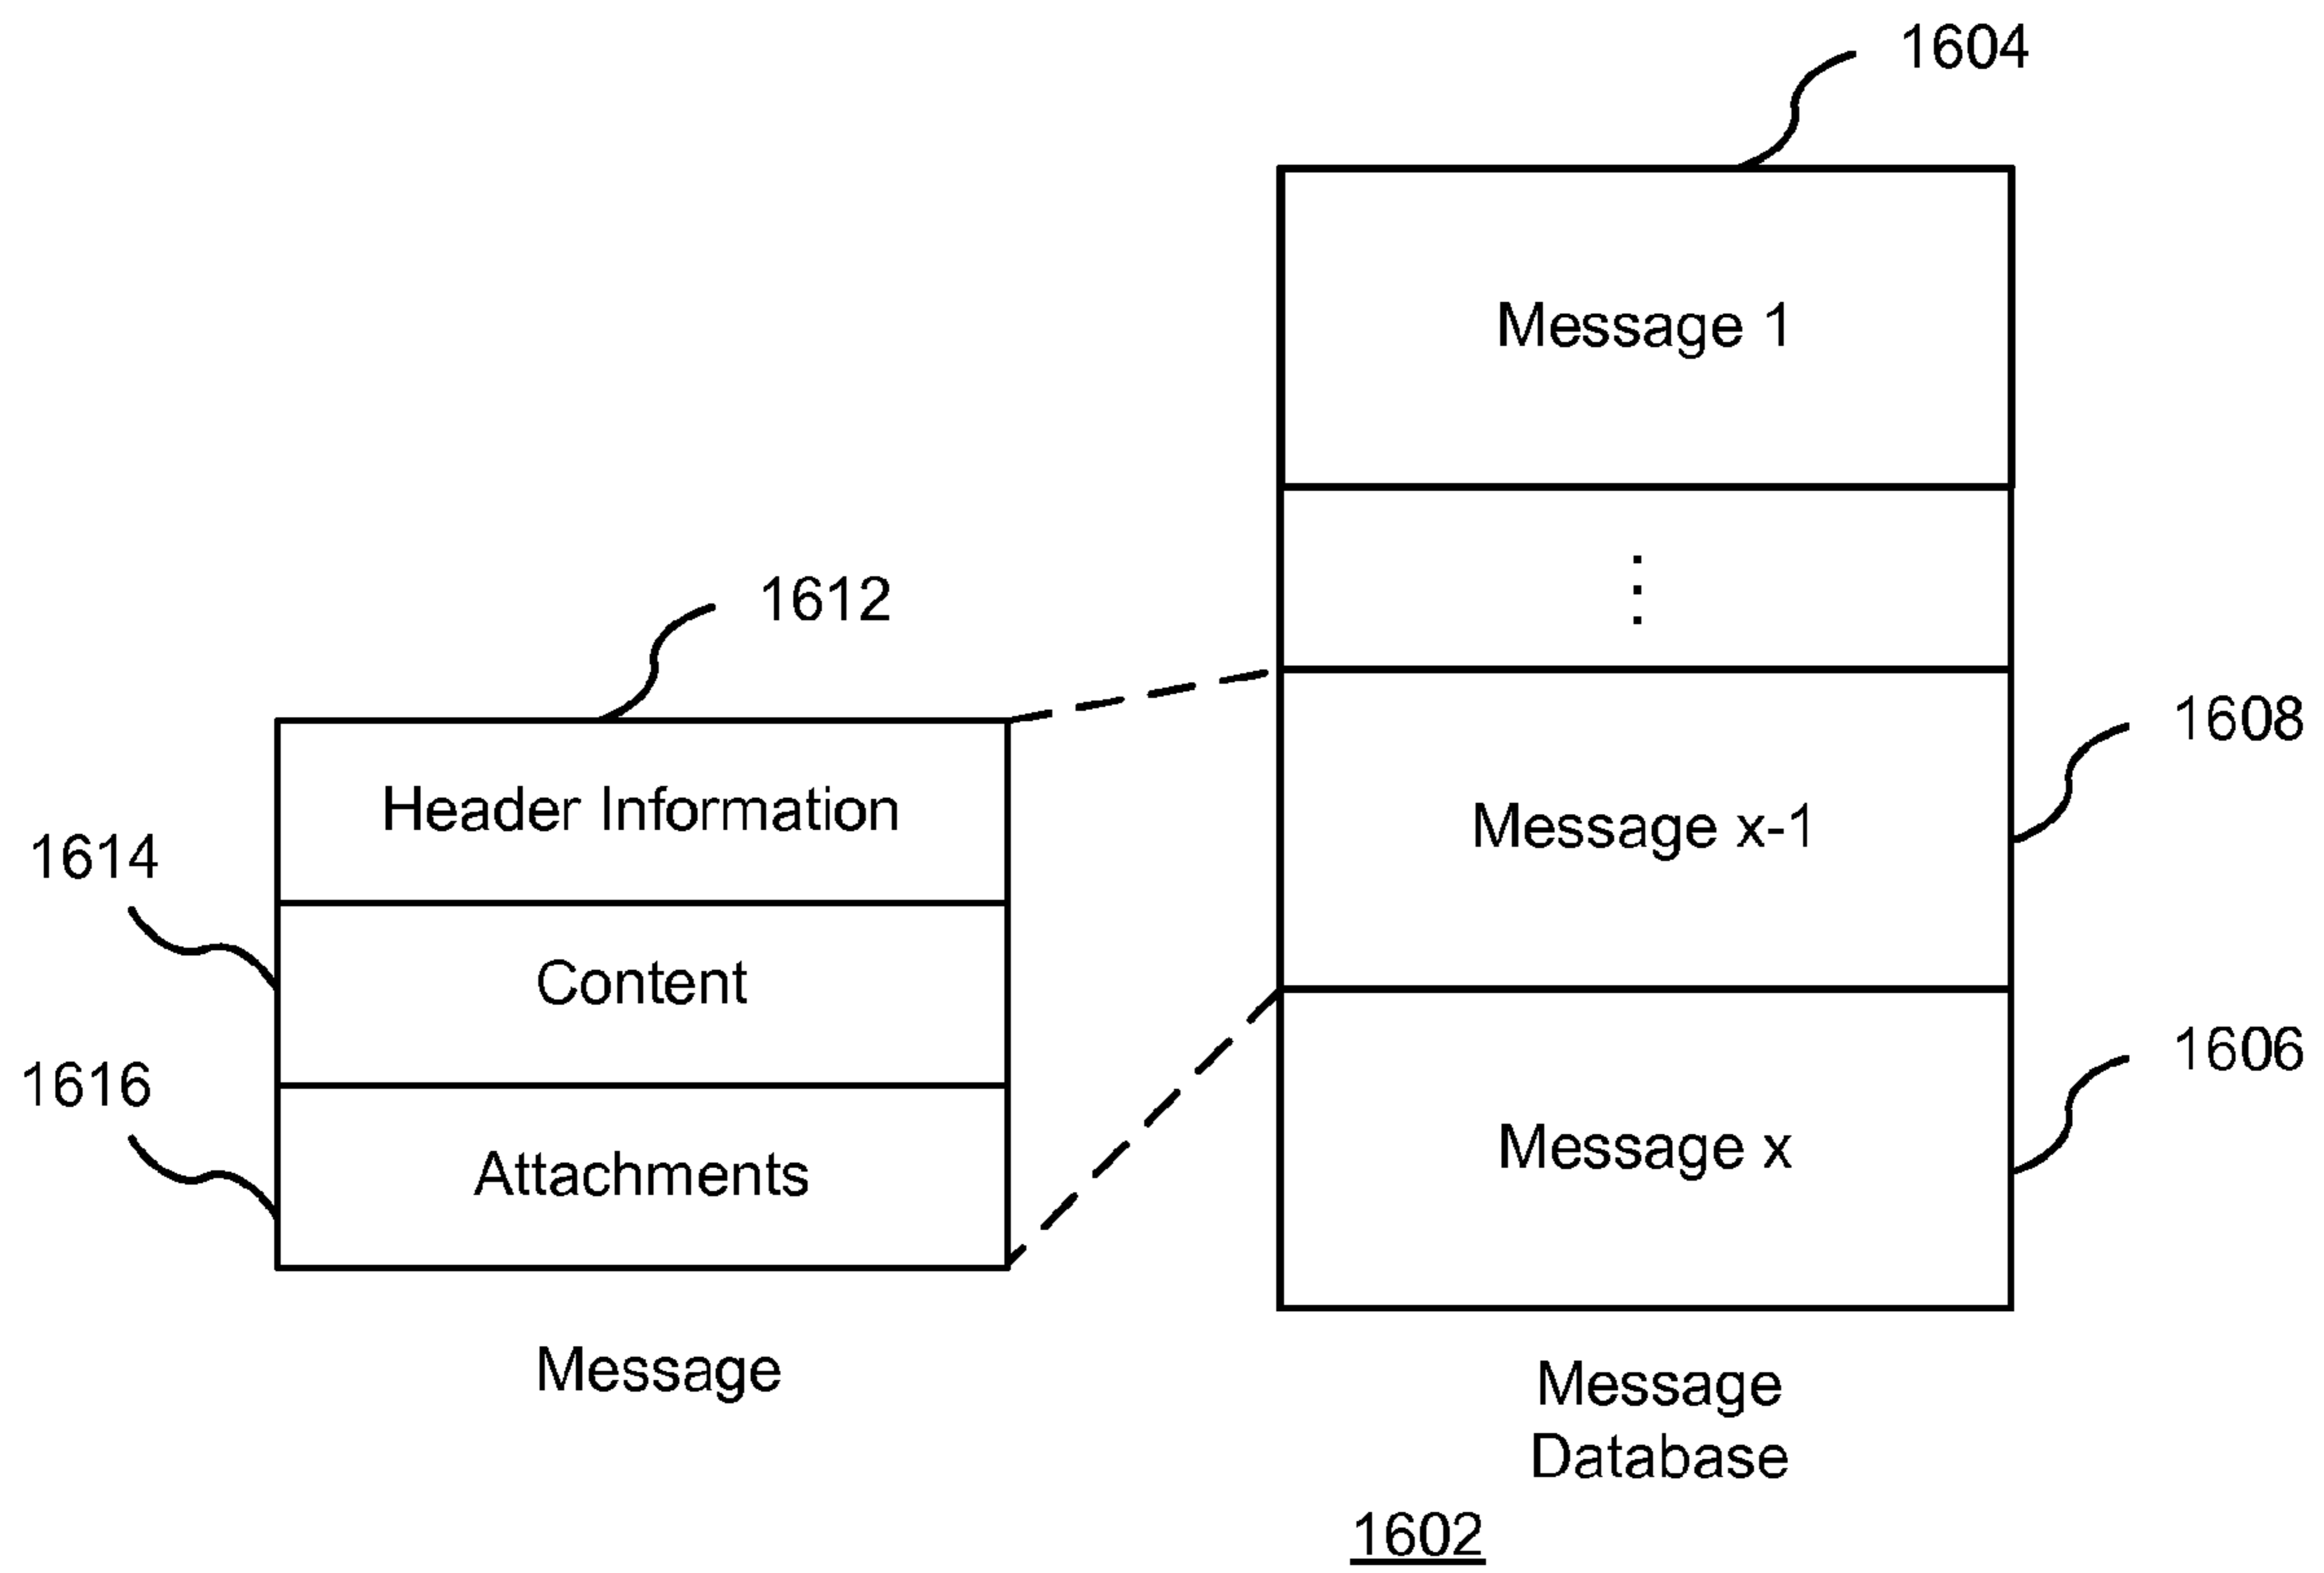 1604
Message 1
⋮
1612
1608
Header Information
Message x-1
1614
Content
1606
1616
Message x
Attachments
Message
Message
Database
1602